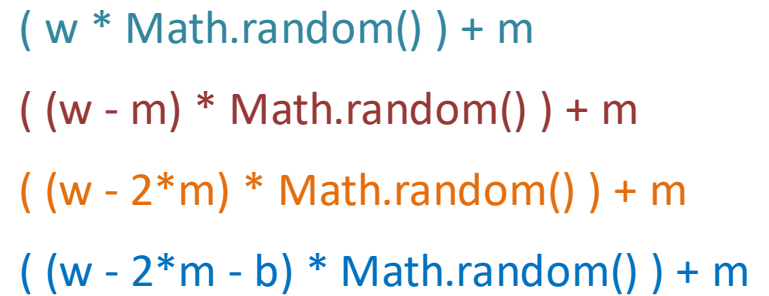 ( w * Math.random() ) + m
( (w - m) * Math.random() ) + m
( (w - 2*m) * Math.random() ) + m
( (w - 2*m - b) * Math.random() ) + m